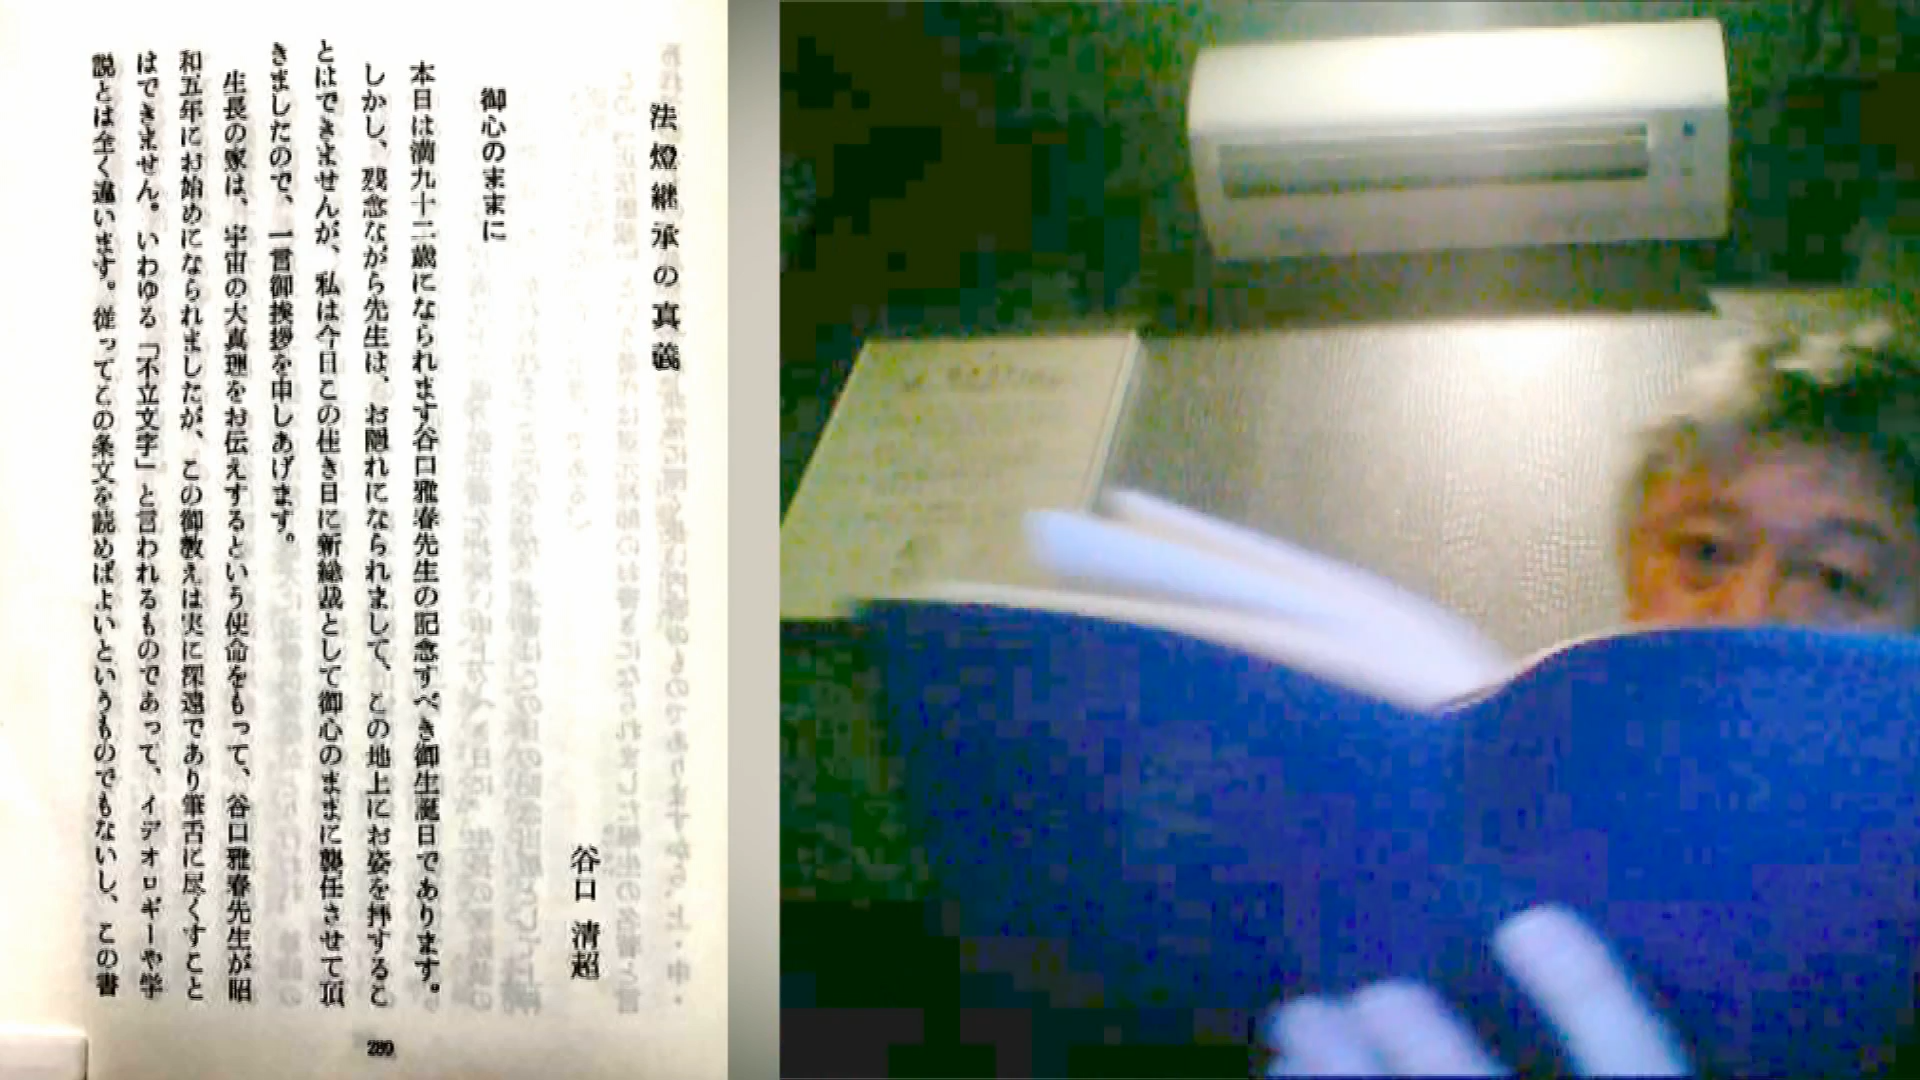 法燈継承の真義
谷口 清超
御心のままに
本日は満九十二歳になられます谷口雅春先生の記念すべき御生誕日であります。
しかし、残念ながら先生は、お隠れになられまして、この地上にお姿を拝するこ
とはできませんが、私は今日この佳き日に新総裁として御心のままに襲任させて頂
きましたので、一言御挨拶を申しあげます。
生長の家は、宇宙の大真理をお伝えするという使命をもって、谷口雅春先生が昭
和五年にお始めになられましたが、この御教えは実に深遠であり筆舌に尽くすこと
はできません。いわゆる「不立文字」と言われるものであって、イデオロギーや学
説とは全く違います。従ってこの条文を読めばよいというものでもないし、この書
289